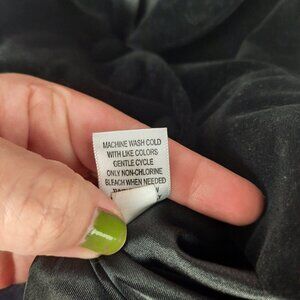 MACHINE WASH COLD
WITH LIKE COLORS
GENTLE CYCLE
ONLY NON-CHLORINE
BLEACH WHEN NEEDED